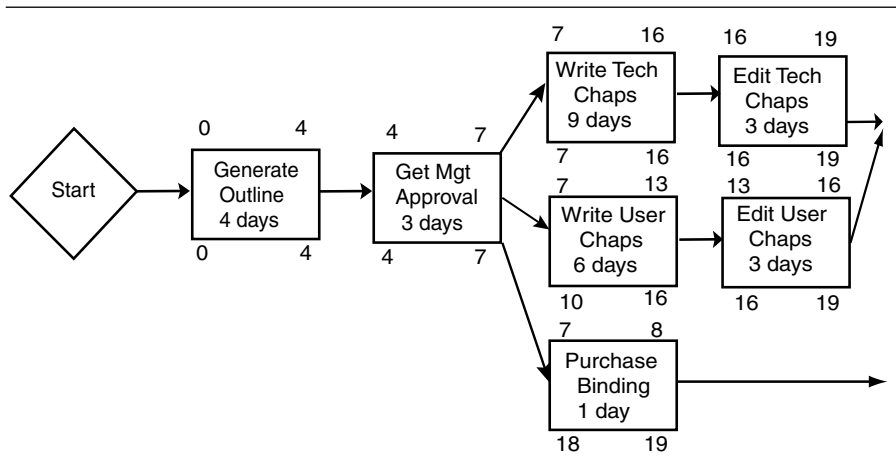 7 16 16 19
Write Tech
Chaps
9 days
Edit Tech
Chaps
3 days
0 4 4 7
Start
Generate
Outline
4 days
Get Mgt
Approval
3 days
7 16 16 19
7 13 13 16
Write User
Chaps
6 days
Edit User
Chaps
3 days
0 4 4 7
10 16 16 19
7 8
Purchase
Binding
1 day
18 19